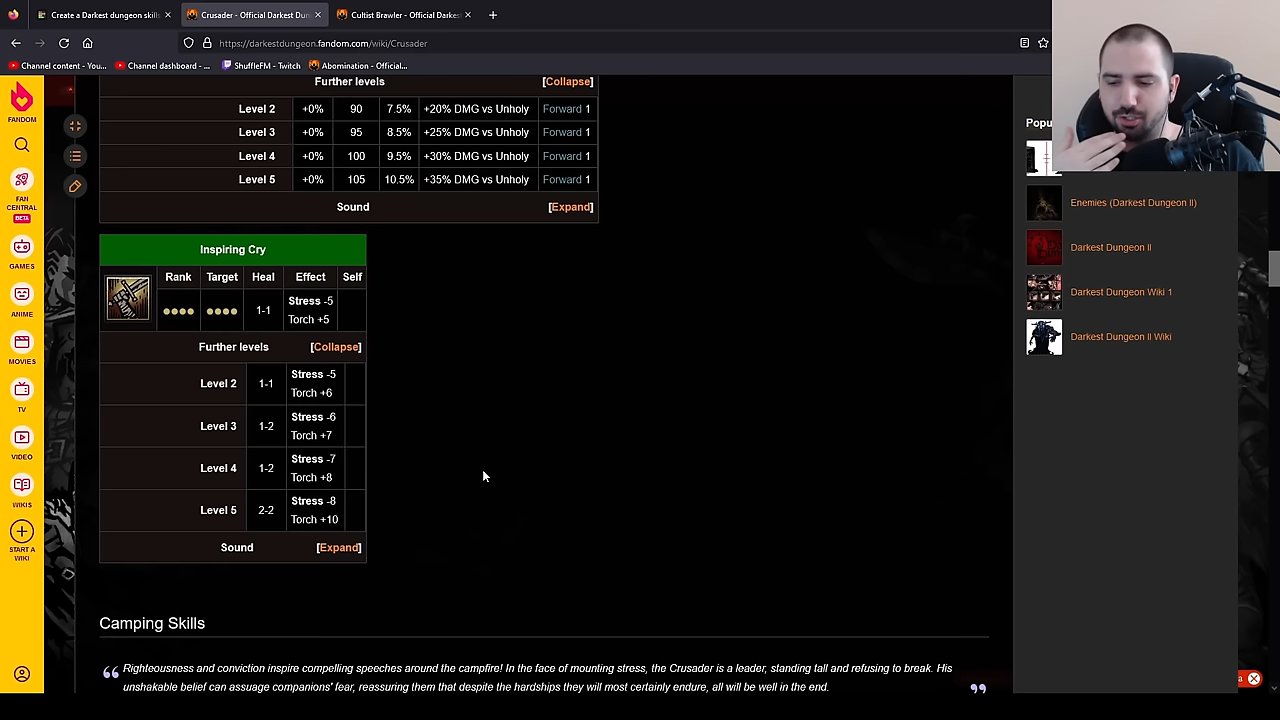 Create a Darkest dungeon skills
Crusader - Official Darkest Dun
Cultist Brawler - Official Darkest
https://darkestdungeon.fandom.com/wiki/Crusader
Channel content - You...
Channel dashboard - ...
ShuffleFM - Twitch
Abomination - Official...
FANDOM
FAN CENTRAL
BETA
GAMES
ANIME
MOVIES
TV
VIDEO
WIKIS
START A WIKI
Further levels [Collapse]
Level 2 +0% 90 7.5% +20% DMG vs Unholy Forward 1
Level 3 +0% 95 8.5% +25% DMG vs Unholy Forward 1
Level 4 +0% 100 9.5% +30% DMG vs Unholy Forward 1
Level 5 +0% 105 10.5% +35% DMG vs Unholy Forward 1
Sound [Expand]
Inspiring Cry
Rank Target Heal Effect Self
1-1 Stress -5
Torch +5
Further levels [Collapse]
Level 2 1-1 Stress -5
Torch +6
Level 3 1-2 Stress -6
Torch +7
Level 4 1-2 Stress -7
Torch +8
Level 5 2-2 Stress -8
Torch +10
Sound [Expand]
Camping Skills
Righteousness and conviction inspire compelling speeches around the campfire! In the face of mounting stress, the Crusader is a leader, standing tall and refusing to break. His
unshakable belief can assuage companions' fear, reassuring them that despite the hardships they will most certainly endure, all will be well in the end.
Popu
Enemies (Darkest Dungeon II)
Darkest Dungeon II
Darkest Dungeon Wiki 1
Darkest Dungeon II Wiki
a